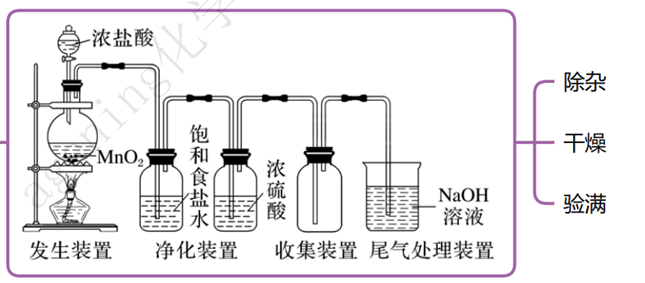 浓盐酸
MnO₂
饱和食盐水
浓硫酸
NaOH
溶液
发生装置
净化装置
收集装置
尾气处理装置
除杂
干燥
验满